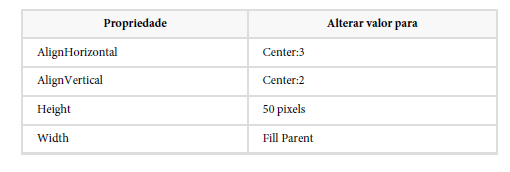 Propriedade Alterar valor para
AlignHorizontal Center:3
AlignVertical Center:2
Height 50 pixels
Width Fill Parent